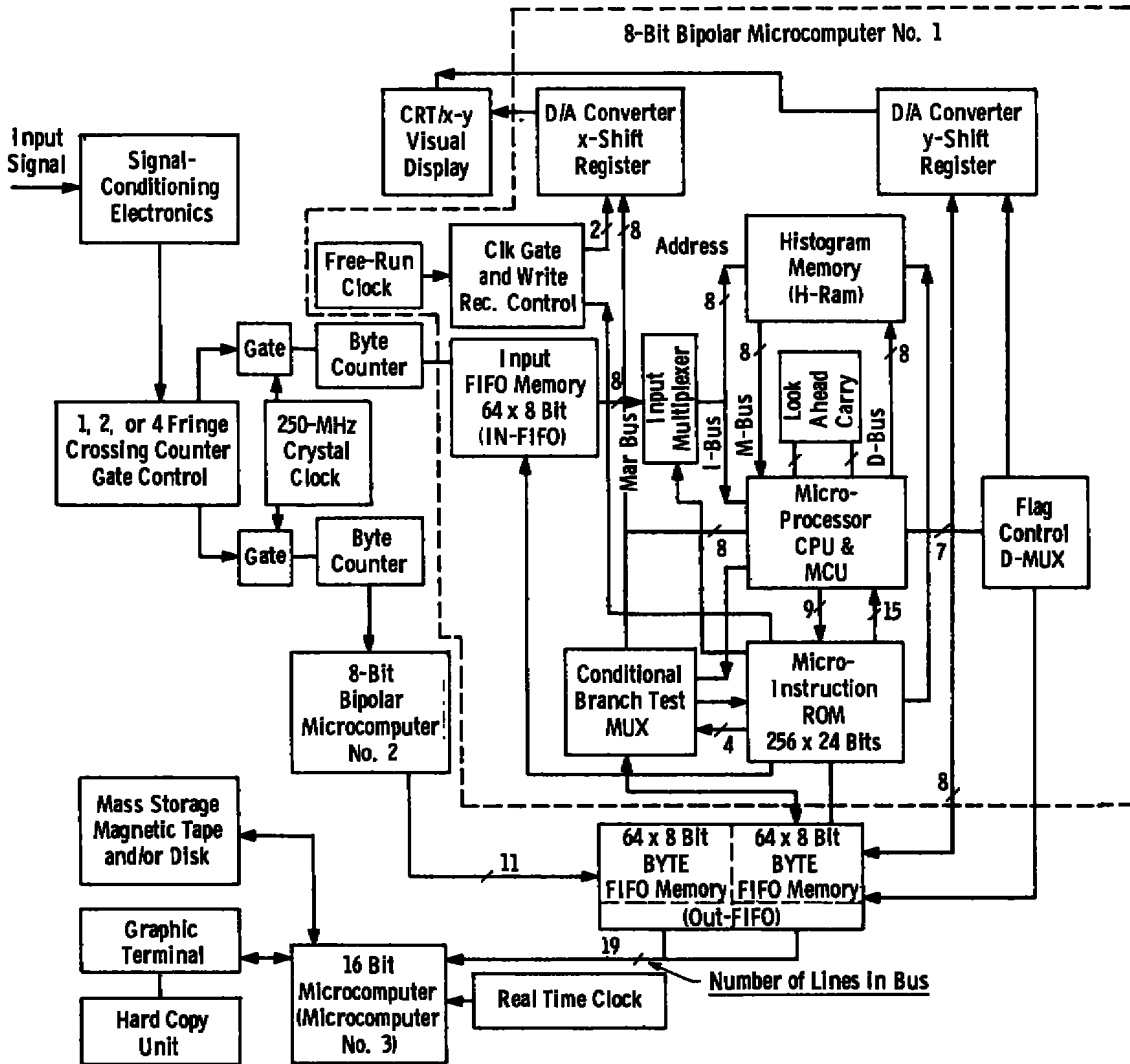 8-Bit Bipolar Microcomputer No. 1
Input
Signal
Signal-
Conditioning
Electronics
CRT/x-y
Visual
Display
D/A Converter
x-Shift
Register
D/A Converter
y-Shift
Register
2
8
Free-Run
Clock
Clk Gate
and Write
Rec. Control
Address
8
Histogram
Memory
(H-Ram)
Gate
Byte
Counter
Input
FIFO Memory
64 x 8 Bit
(IN-FIFO)
8
Mar Bus
Input
Multiplexer
I-Bus
M-Bus
8
Look
Ahead
Carry
D-Bus
8
1, 2, or 4 Fringe
Crossing Counter
Gate Control
250-MHz
Crystal
Clock
Gate
Byte
Counter
8
Micro-
Processor
CPU &
MCU
7
Flag
Control
D-MUX
9
15
8-Bit
Bipolar
Microcomputer
No. 2
Conditional
Branch Test
MUX
4
Micro-
Instruction
ROM
256 x 24 Bits
8
Mass Storage
Magnetic Tape
and/or Disk
11
64 x 8 Bit
BYTE
FIFO Memory
64 x 8 Bit
BYTE
FIFO Memory
(Out-FIFO)
Graphic
Terminal
19
Number of Lines In Bus
16 Bit
Microcomputer
(Microcomputer
No. 3)
Real Time Clock
Hard Copy
Unit